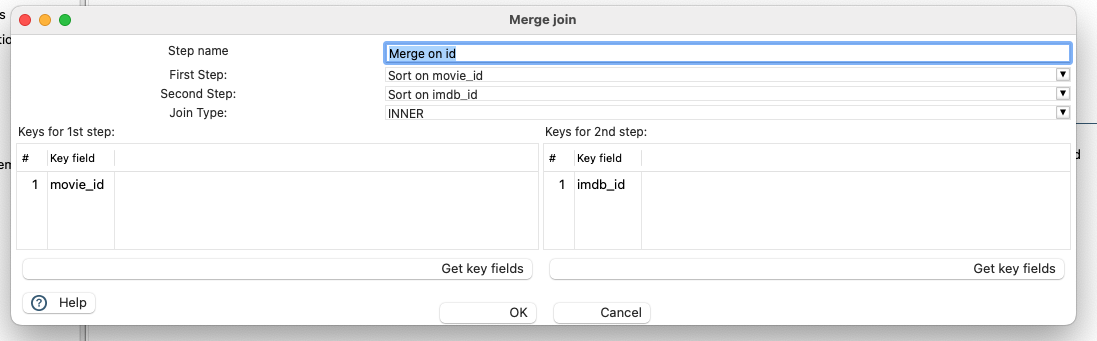 Merge join
Step name
Merge on id
First Step:
Sort on movie_id
Second Step:
Sort on imdb_id
Join Type:
INNER
Keys for 1st step:
Keys for 2nd step:
# Key field
# Key field
1 movie_id
1 imdb_id
Get key fields
Get key fields
? Help
OK
Cancel